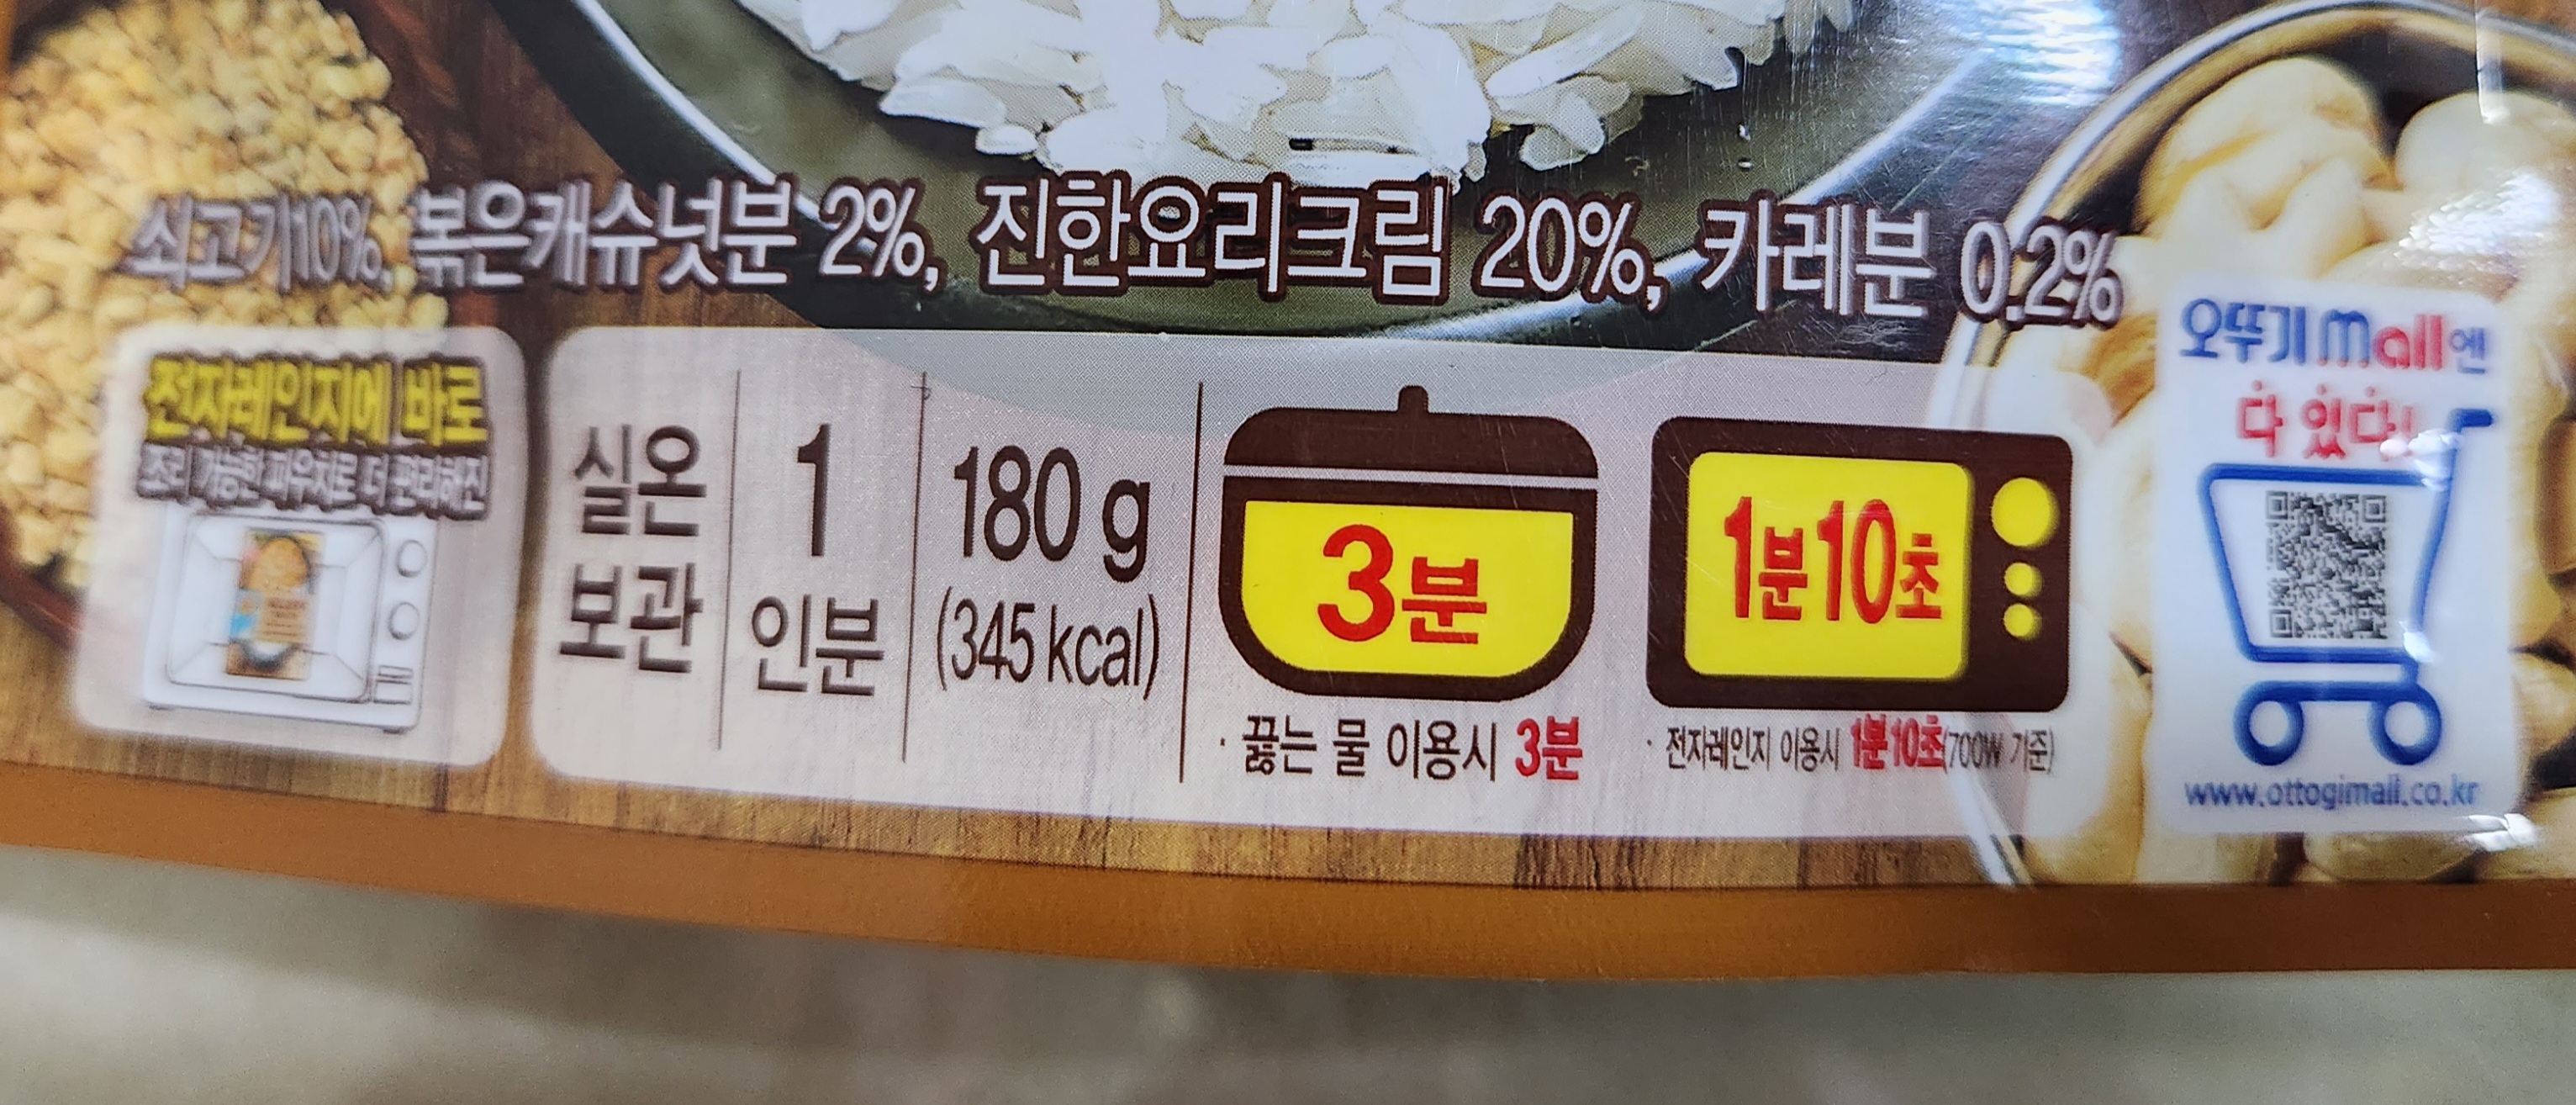 쇠고기10%, 볶은캐슈넛분 2%, 진한요리크림 20%, 카레분 0.2%
전자레인지에 바로
조리 가능한 파우치로 더 편리해진
실온
보관
1
인분
180 g
(345 kcal)
3분
· 끓는 물 이용시 3분
1분10초
· 전자레인지 이용시 1분10초(700W 기준)
오뚜기mall엔
다 있다!
www.ottogimall.co.kr